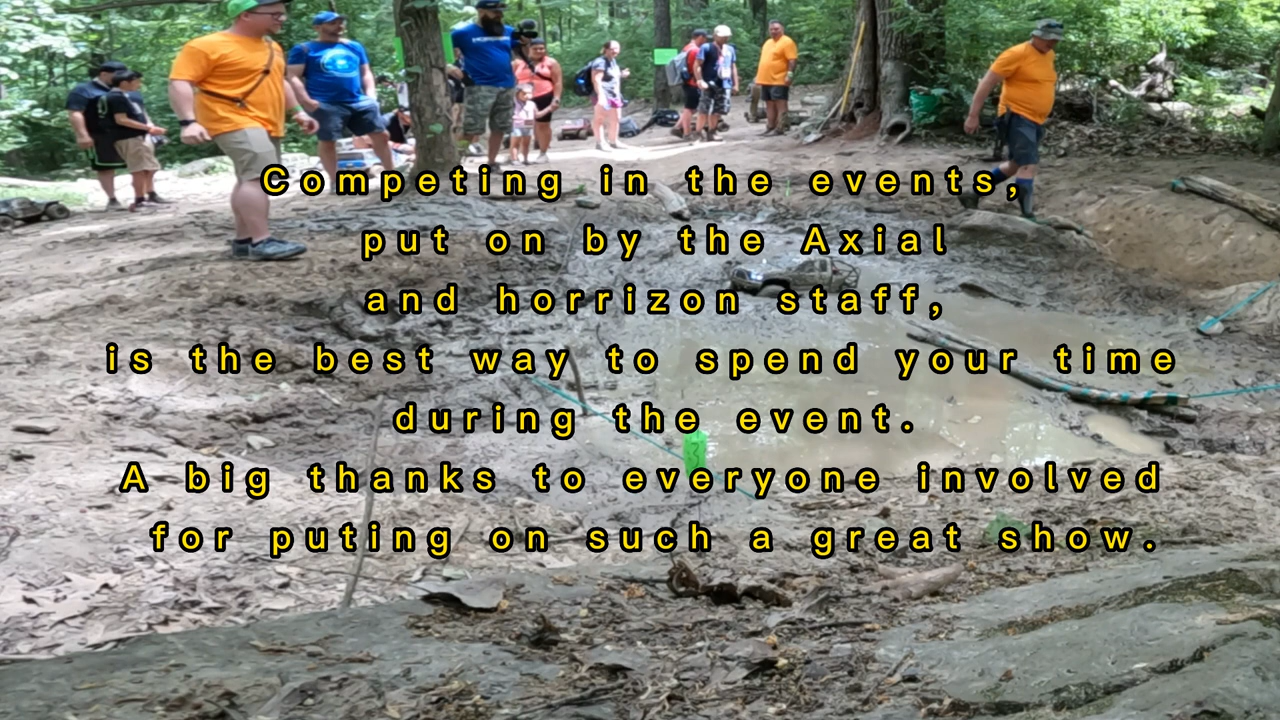 Competing in the events,
put on by the Axial
and horrizon staff,
is the best way to spend your time
during the event.
A big thanks to everyone involved
for puting on such a great show.